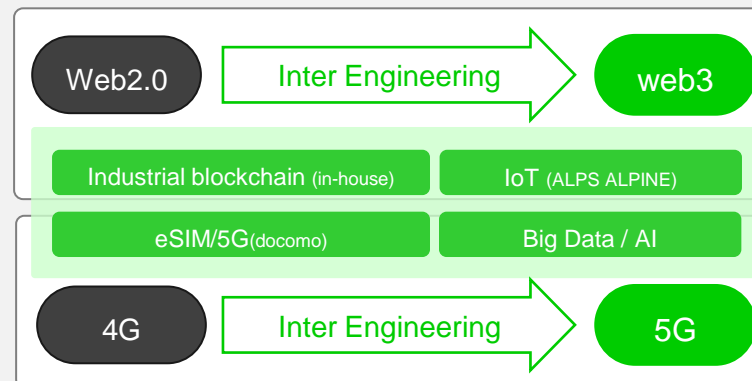 Web2.0
Inter Engineering
web3
Industrial blockchain (in-house)
IoT (ALPS ALPINE)
eSIM/5G(docomo)
Big Data / AI
4G
Inter Engineering
5G